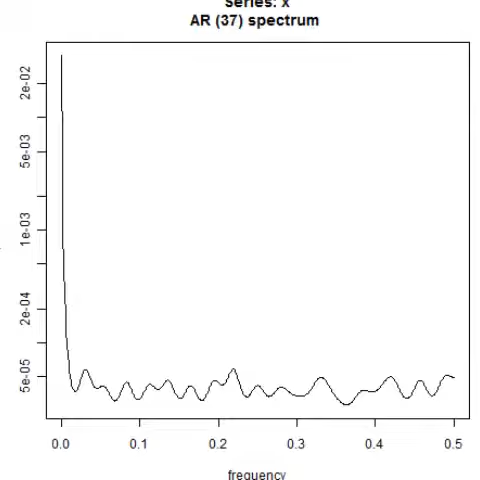 Series: x
AR (37) spectrum
2e-02
5e-03
1e-03
2e-04
5e-05
0.0 0.1 0.2 0.3 0.4 0.5
frequency